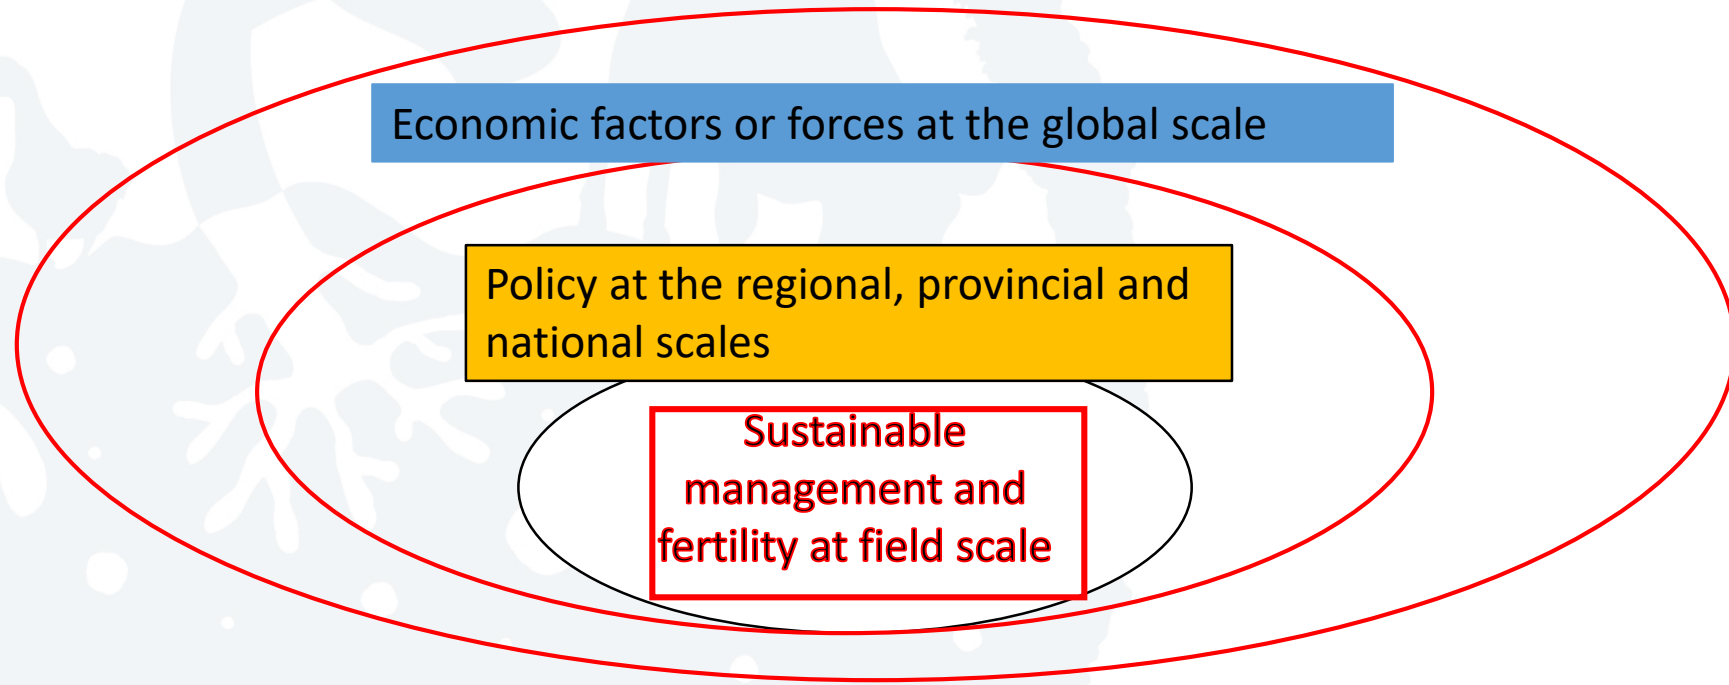 Economic factors or forces at the global scale
Policy at the regional, provincial and
national scales
Sustainable
management and
fertility at field scale